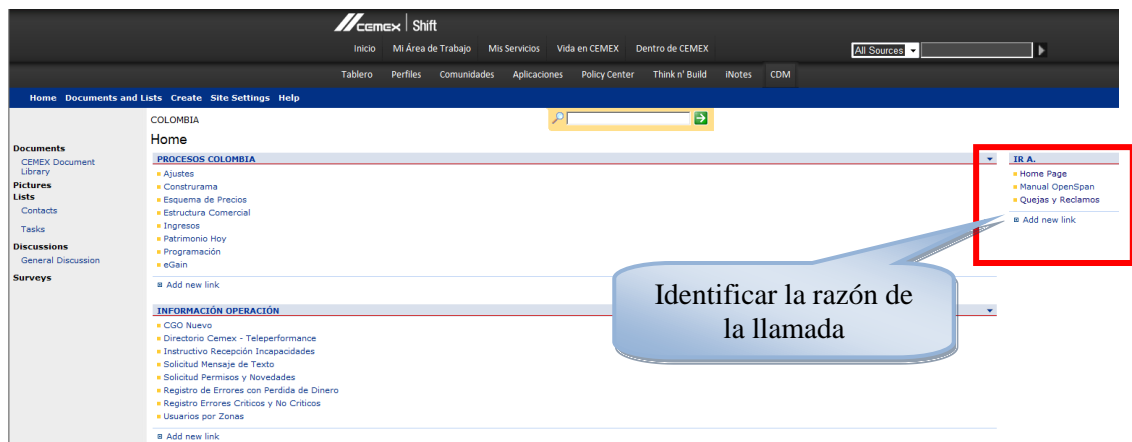 CEMEX Shift
Inicio Mi Área de Trabajo Mis Servicios Vida en CEMEX Dentro de CEMEX
All Sources
Tablero Perfiles Comunidades Aplicaciones Policy Center Think n' Build iNotes CDM
Home Documents and Lists Create Site Settings Help
COLOMBIA
Home
Documents
CEMEX Document
Library
Pictures
Lists
Contacts
Tasks
Discussions
General Discussion
Surveys
PROCESOS COLOMBIA
Ajustes
Construrama
Esquema de Precios
Estructura Comercial
Ingresos
Patrimonio Hoy
Programación
eGain
Add new link
INFORMACIÓN OPERACIÓN
CGO Nuevo
Directorio Cemex - Teleperformance
Instructivo Recepción Incapacidades
Solicitud Mensaje de Texto
Solicitud Permisos y Novedades
Registro de Errores con Perdida de Dinero
Registro Errores Criticos y No Criticos
Usuarios por Zonas
Add new link
IR A.
Home Page
Manual OpenSpan
Quejas y Reclamos
Add new link
Identificar la razón de
la llamada